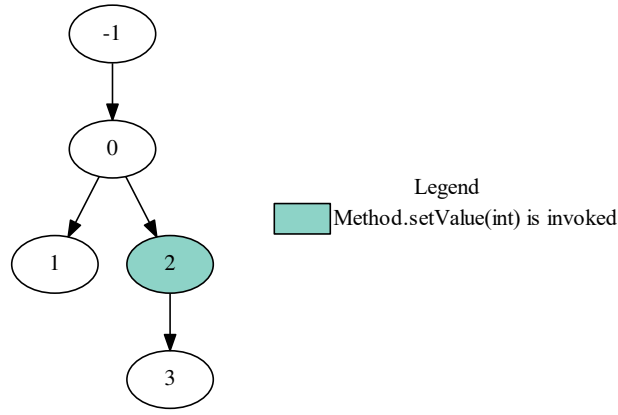 -1
0
1
2
3
Legend
Method.setValue(int) is invoked